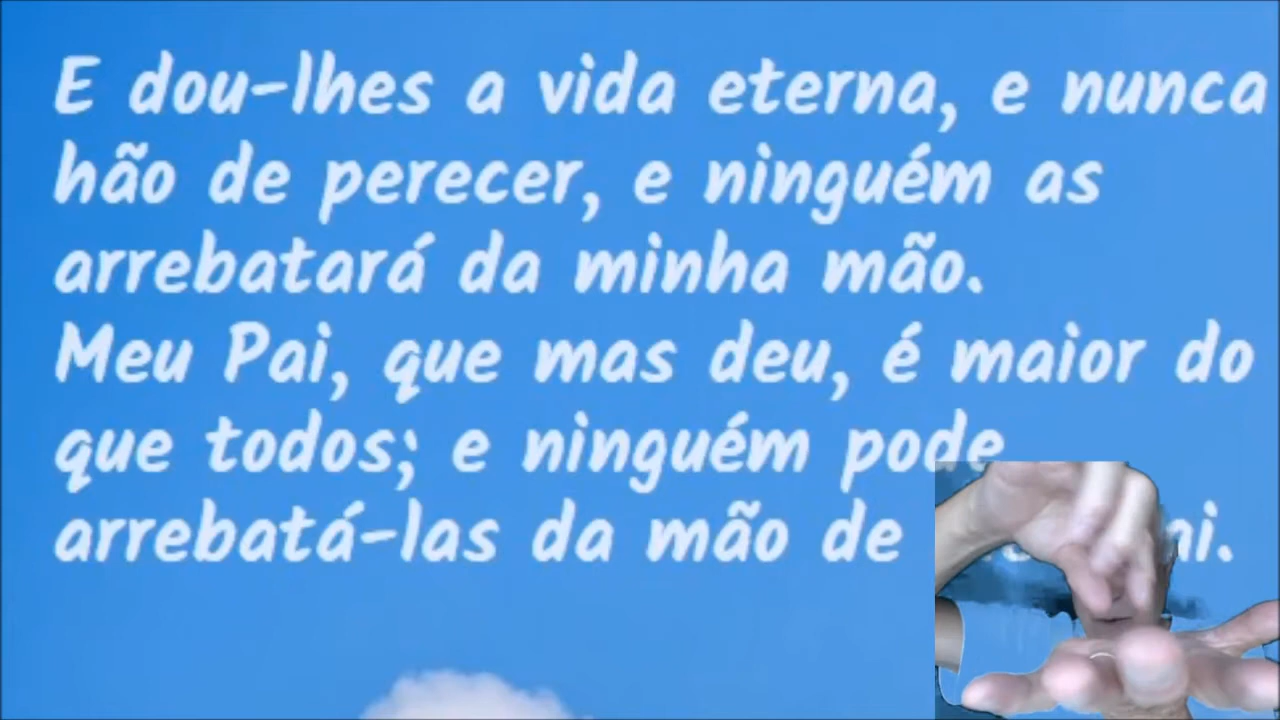 E dou-lhes a vida eterna, e nunca
hão de perecer, e ninguém as
arrebatará da minha mão.
Meu Pai, que mas deu, é maior do
que todos; e ninguém pode
arrebatá-las da mão de